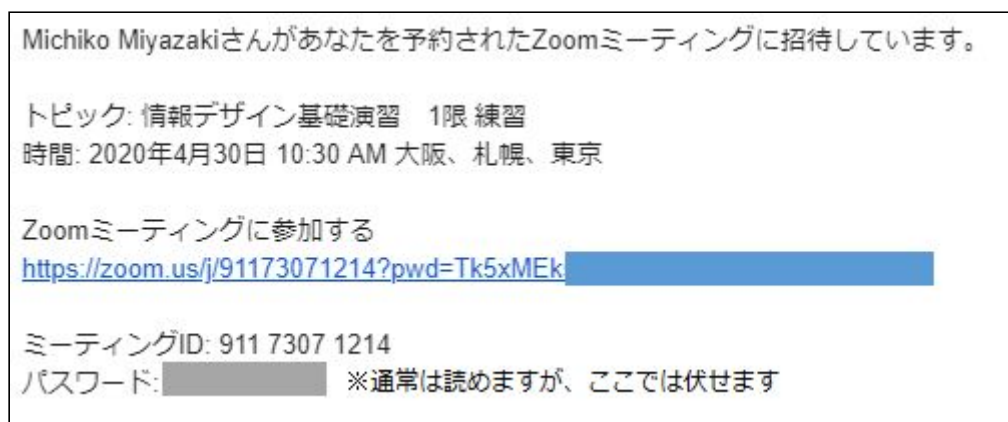 Michiko Miyazakiさんがあなたを予約されたZoomミーティングに招待しています。
トピック: 情報デザイン基礎演習　1限 練習
時間: 2020年4月30日 10:30 AM 大阪、札幌、東京
Zoomミーティングに参加する
https://zoom.us/j/91173071214?pwd=Tk5xMEk
ミーティングID: 911 7307 1214
パスワード: ※通常は読めますが、ここでは伏せます